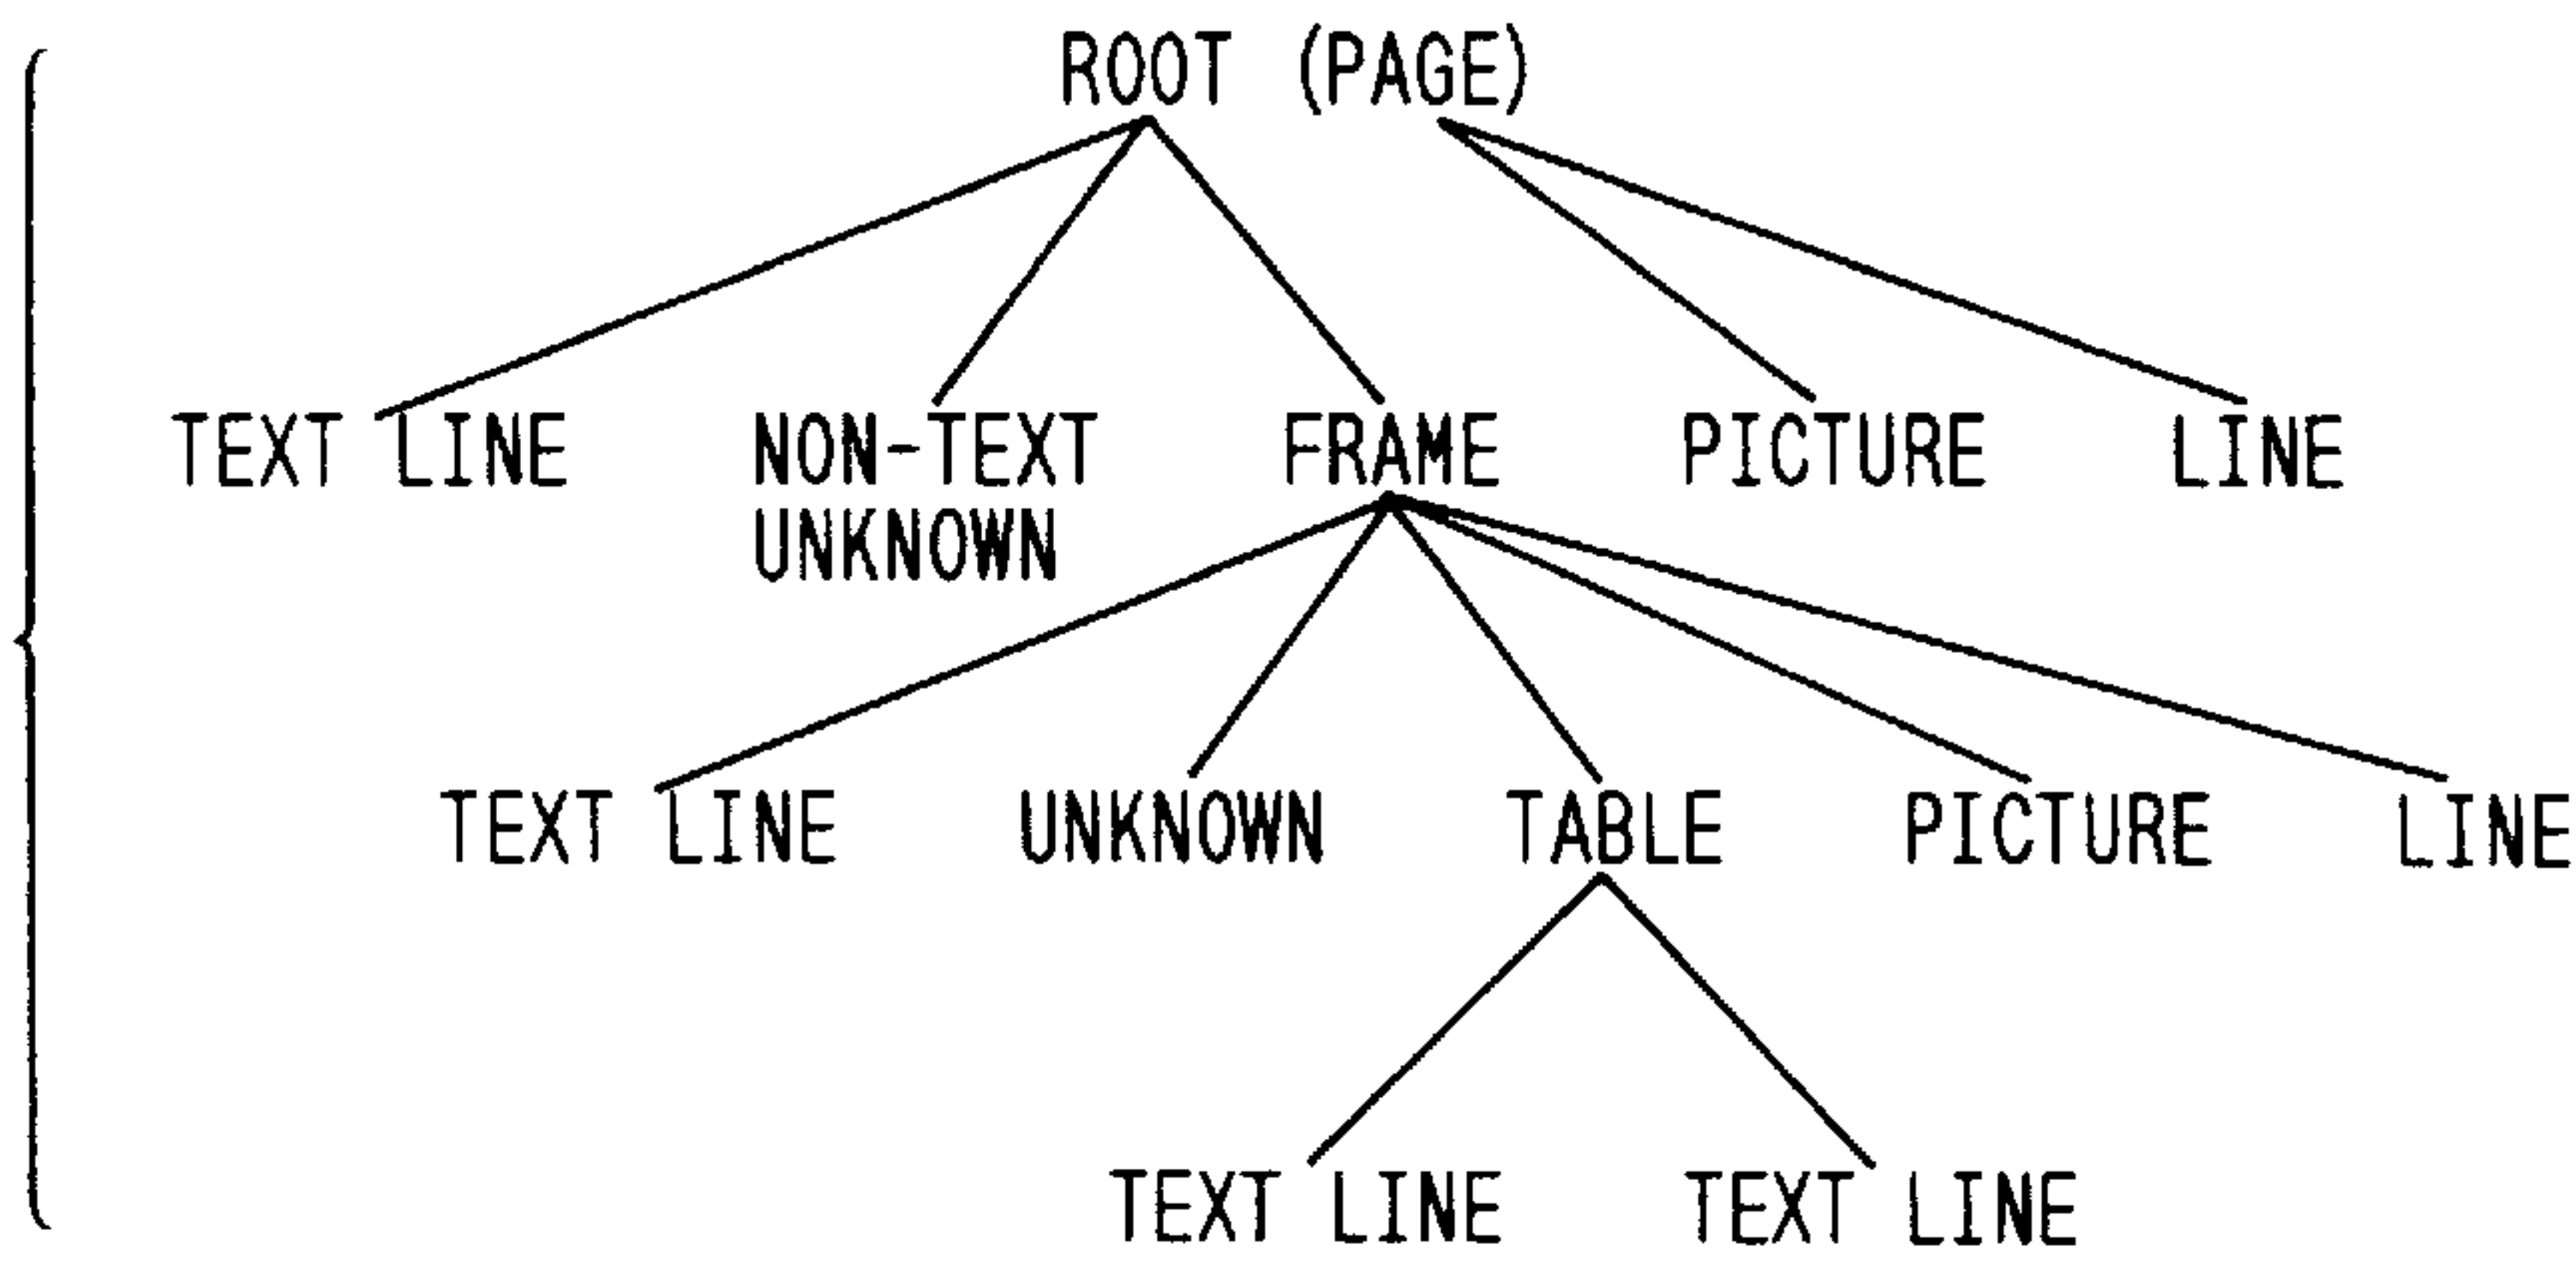 ROOT (PAGE)
TEXT LINE NON-TEXT FRAME PICTURE LINE
UNKNOWN
TEXT LINE UNKNOWN TABLE PICTURE LINE
TEXT LINE TEXT LINE